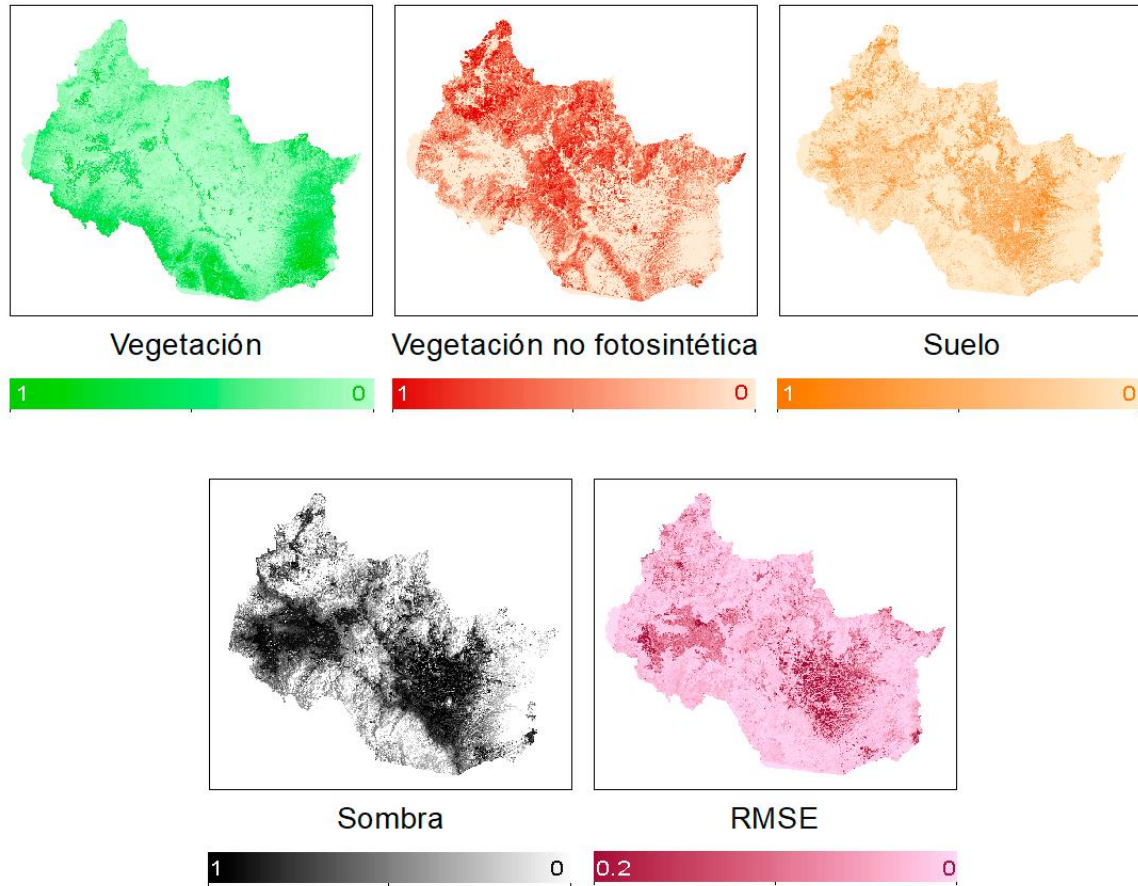 Vegetación
Vegetación no fotosintética
Suelo
1 0
1 0
1 0
Sombra
RMSE
1 0
0.2 0